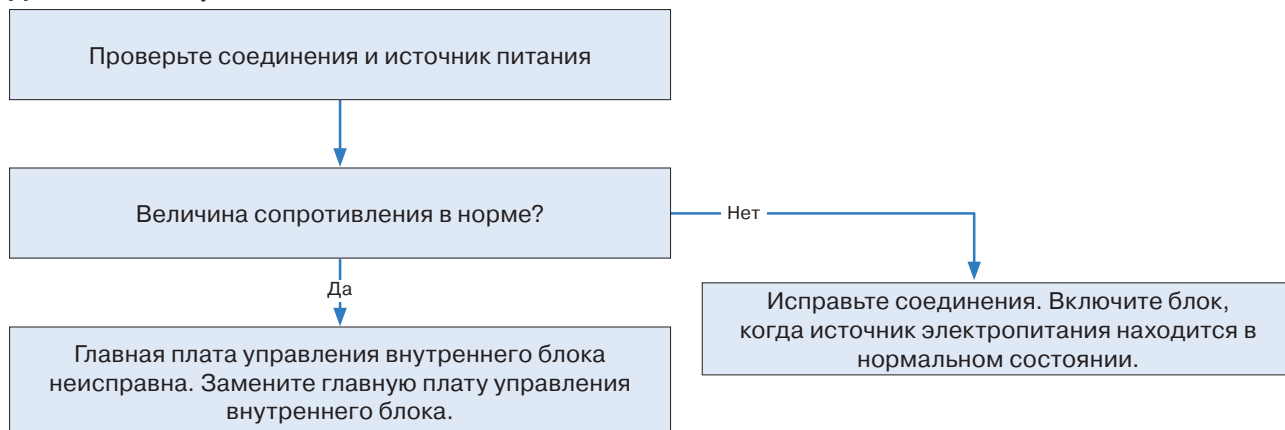 Проверьте соединения и источник питания
Величина сопротивления в норме?
Нет
Да
Исправьте соединения. Включите блок,
когда источник электропитания находится в
нормальном состоянии.
Главная плата управления внутреннего блока
неисправна. Замените главную плату управления
внутреннего блока.